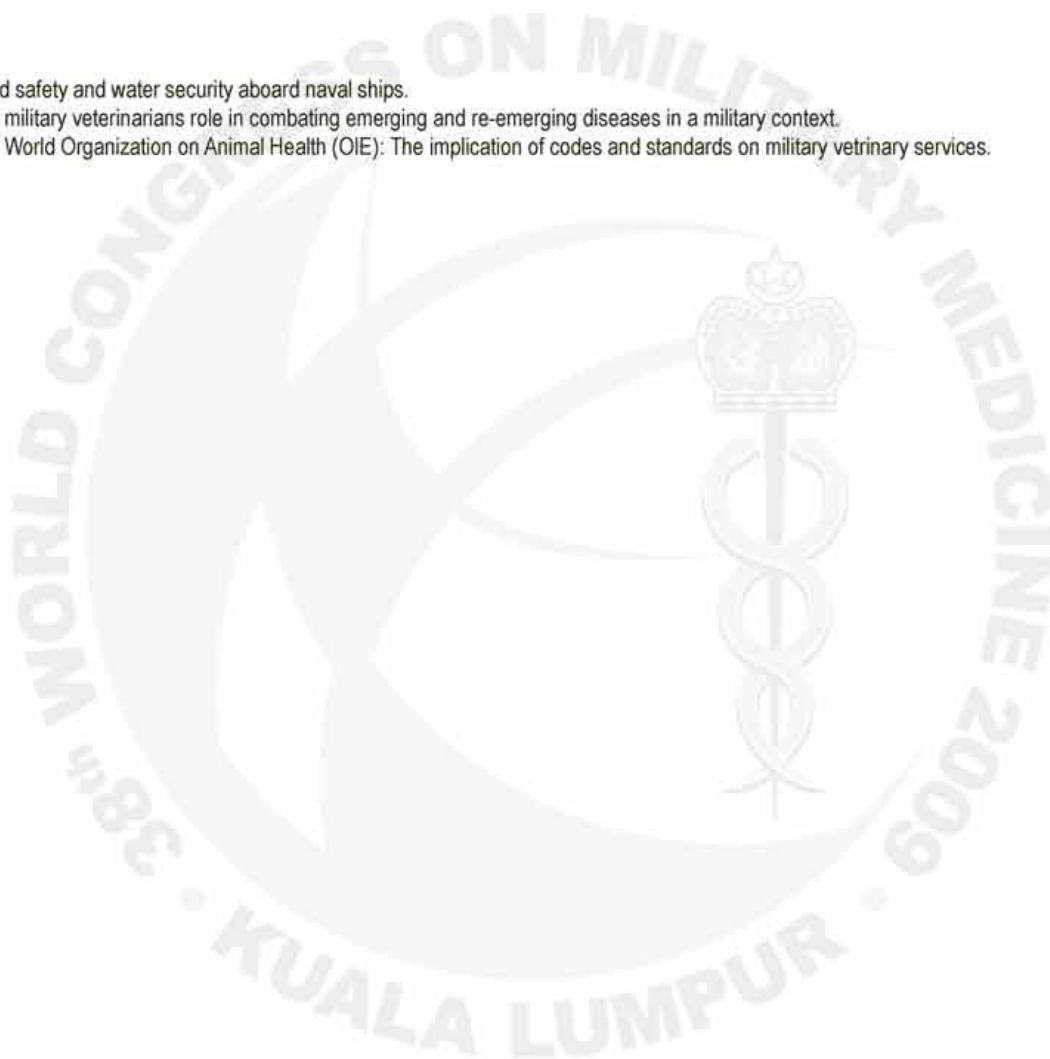 d safety and water security aboard naval ships.
military veterinarians role in combating emerging and re-emerging diseases in a military context.
World Organization on Animal Health (OIE): The implication of codes and standards on military vetrinary services.
38th WORLD CONGRESS ON MILITARY MEDICINE 2009
• KUALA LUMPUR •